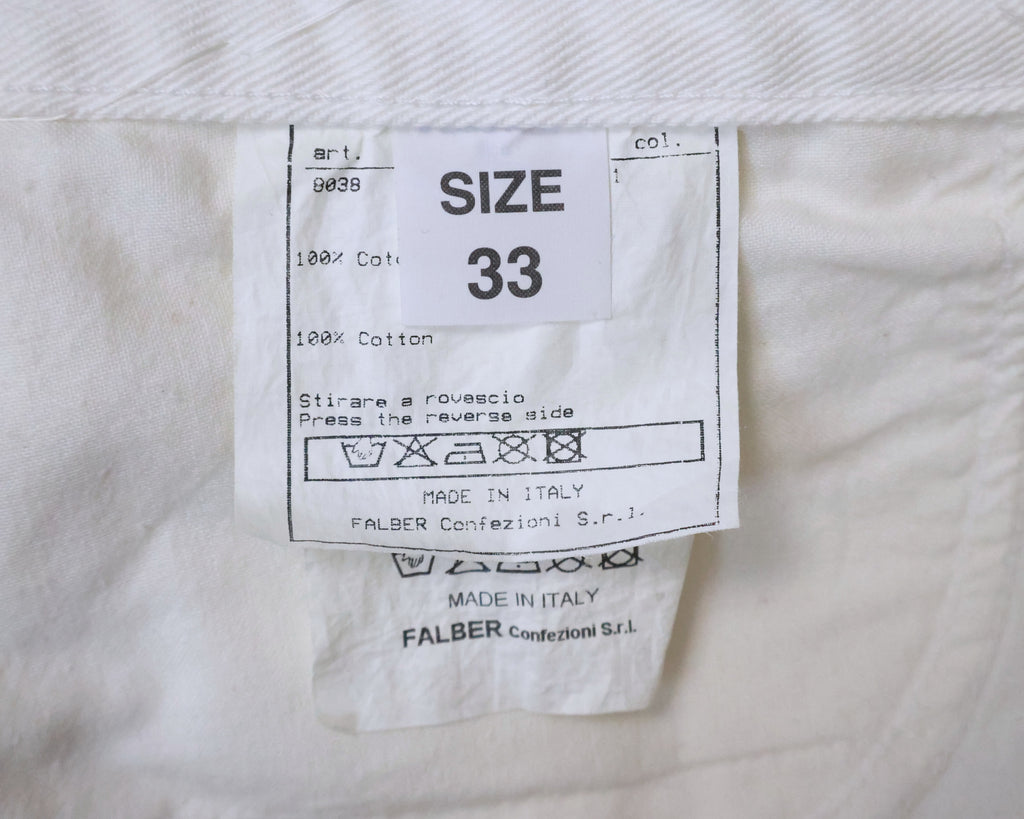 art.
col.
8038
1
SIZE
33
100% Cot
100% Cotton
Stirare a rovescio
Press the reverse side
MADE IN ITALY
FALBER Confezioni S.r.l.
MADE IN ITALY
FALBER Confezioni S.r.l.